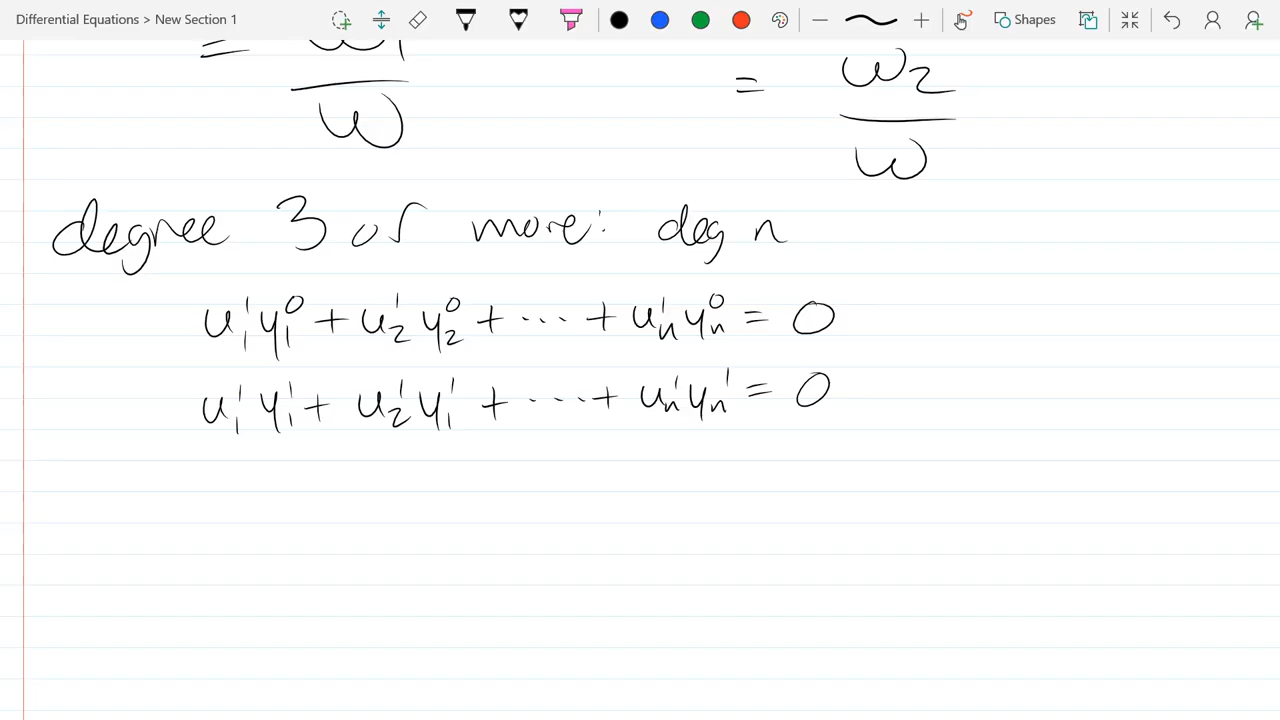 Differential Equations > New Section 1 Shapes
= w₁/w = w₂/w
degree 3 or more: deg n
u₁'y₁⁰ + u₂'y₂⁰ + ... + uₙ'yₙ⁰ = 0
u₁'y₁' + u₂'y₁' + ... + uₙ'yₙ' = 0